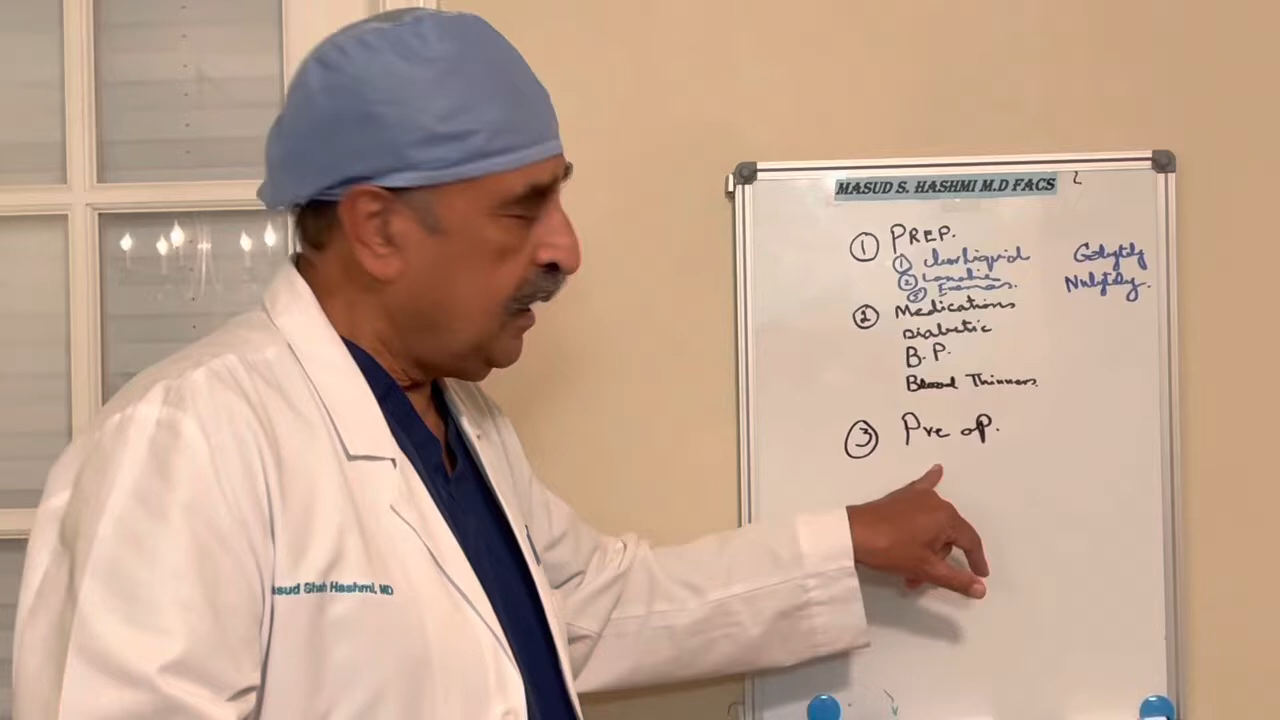 MASUD S. HASHMI M.D FACS
① PREP.
① Clear Liquid Golytely
② Laxative Nulytely.
③ Enemas.
② Medications
Diabetic
B.P.
Blood Thinners.
③ Pre op.
asud Shah Hashmi, MD